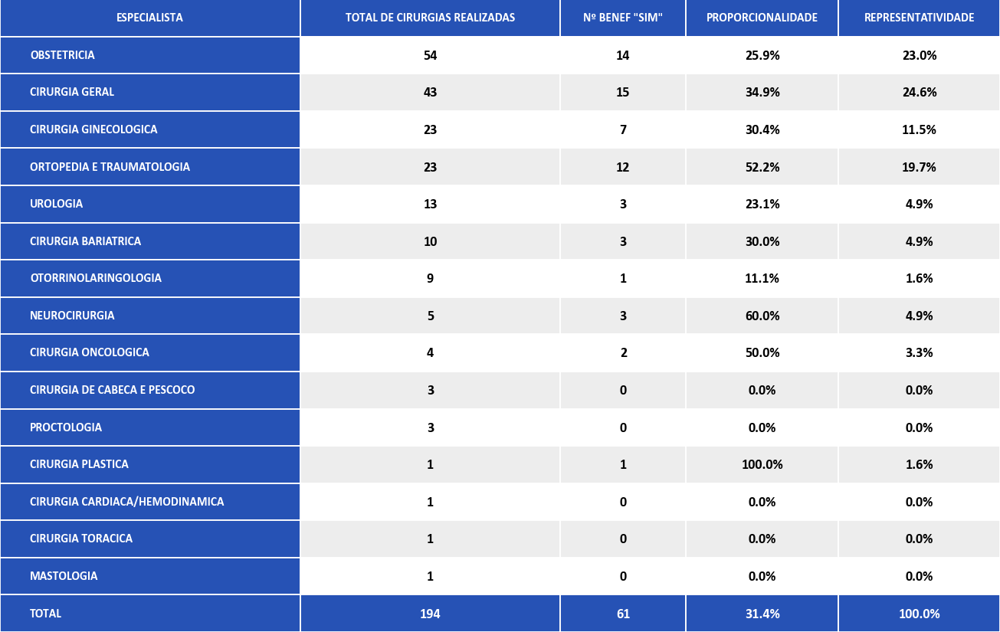 ESPECIALISTA TOTAL DE CIRURGIAS REALIZADAS Nº BENEF "SIM" PROPORCIONALIDADE REPRESENTATIVIDADE
OBSTETRICIA 54 14 25.9% 23.0%
CIRURGIA GERAL 43 15 34.9% 24.6%
CIRURGIA GINECOLOGICA 23 7 30.4% 11.5%
ORTOPEDIA E TRAUMATOLOGIA 23 12 52.2% 19.7%
UROLOGIA 13 3 23.1% 4.9%
CIRURGIA BARIATRICA 10 3 30.0% 4.9%
OTORRINOLARINGOLOGIA 9 1 11.1% 1.6%
NEUROCIRURGIA 5 3 60.0% 4.9%
CIRURGIA ONCOLOGICA 4 2 50.0% 3.3%
CIRURGIA DE CABECA E PESCOCO 3 0 0.0% 0.0%
PROCTOLOGIA 3 0 0.0% 0.0%
CIRURGIA PLASTICA 1 1 100.0% 1.6%
CIRURGIA CARDIACA/HEMODINAMICA 1 0 0.0% 0.0%
CIRURGIA TORACICA 1 0 0.0% 0.0%
MASTOLOGIA 1 0 0.0% 0.0%
TOTAL 194 61 31.4% 100.0%